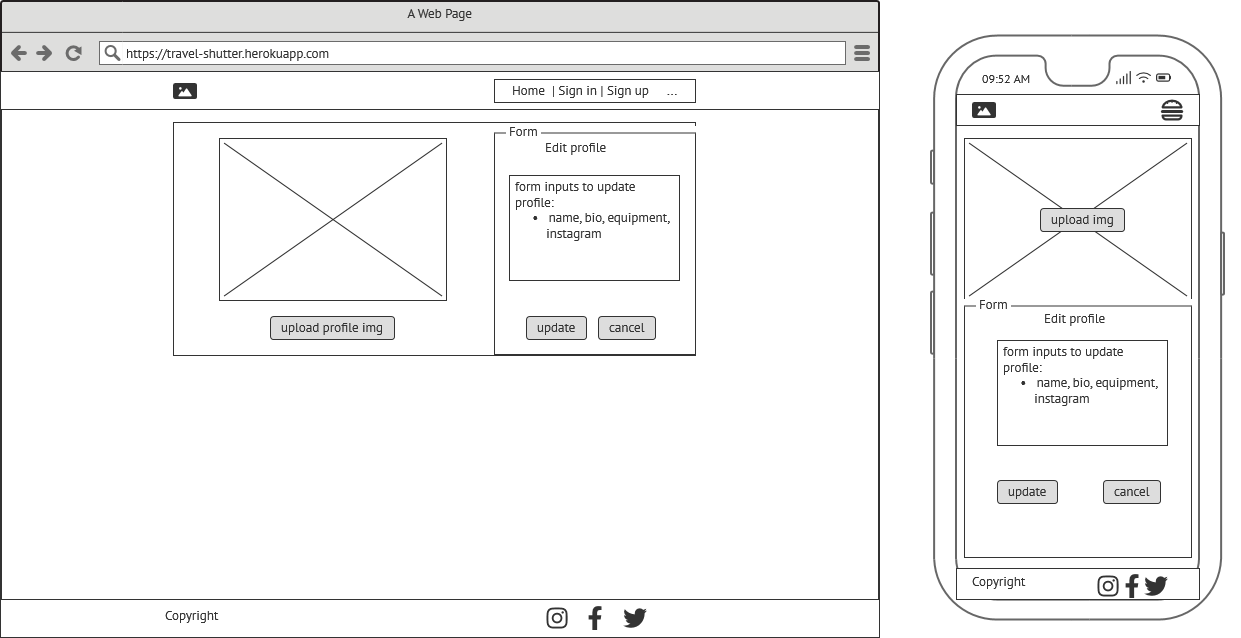 A Web Page
https://travel-shutter.herokuapp.com
Home | Sign in | Sign up ...
Form
Edit profile
form inputs to update
profile:
• name, bio, equipment,
instagram
upload profile img
update cancel
Copyright
09:52 AM
upload img
Form
Edit profile
form inputs to update
profile:
• name, bio, equipment,
instagram
update cancel
Copyright